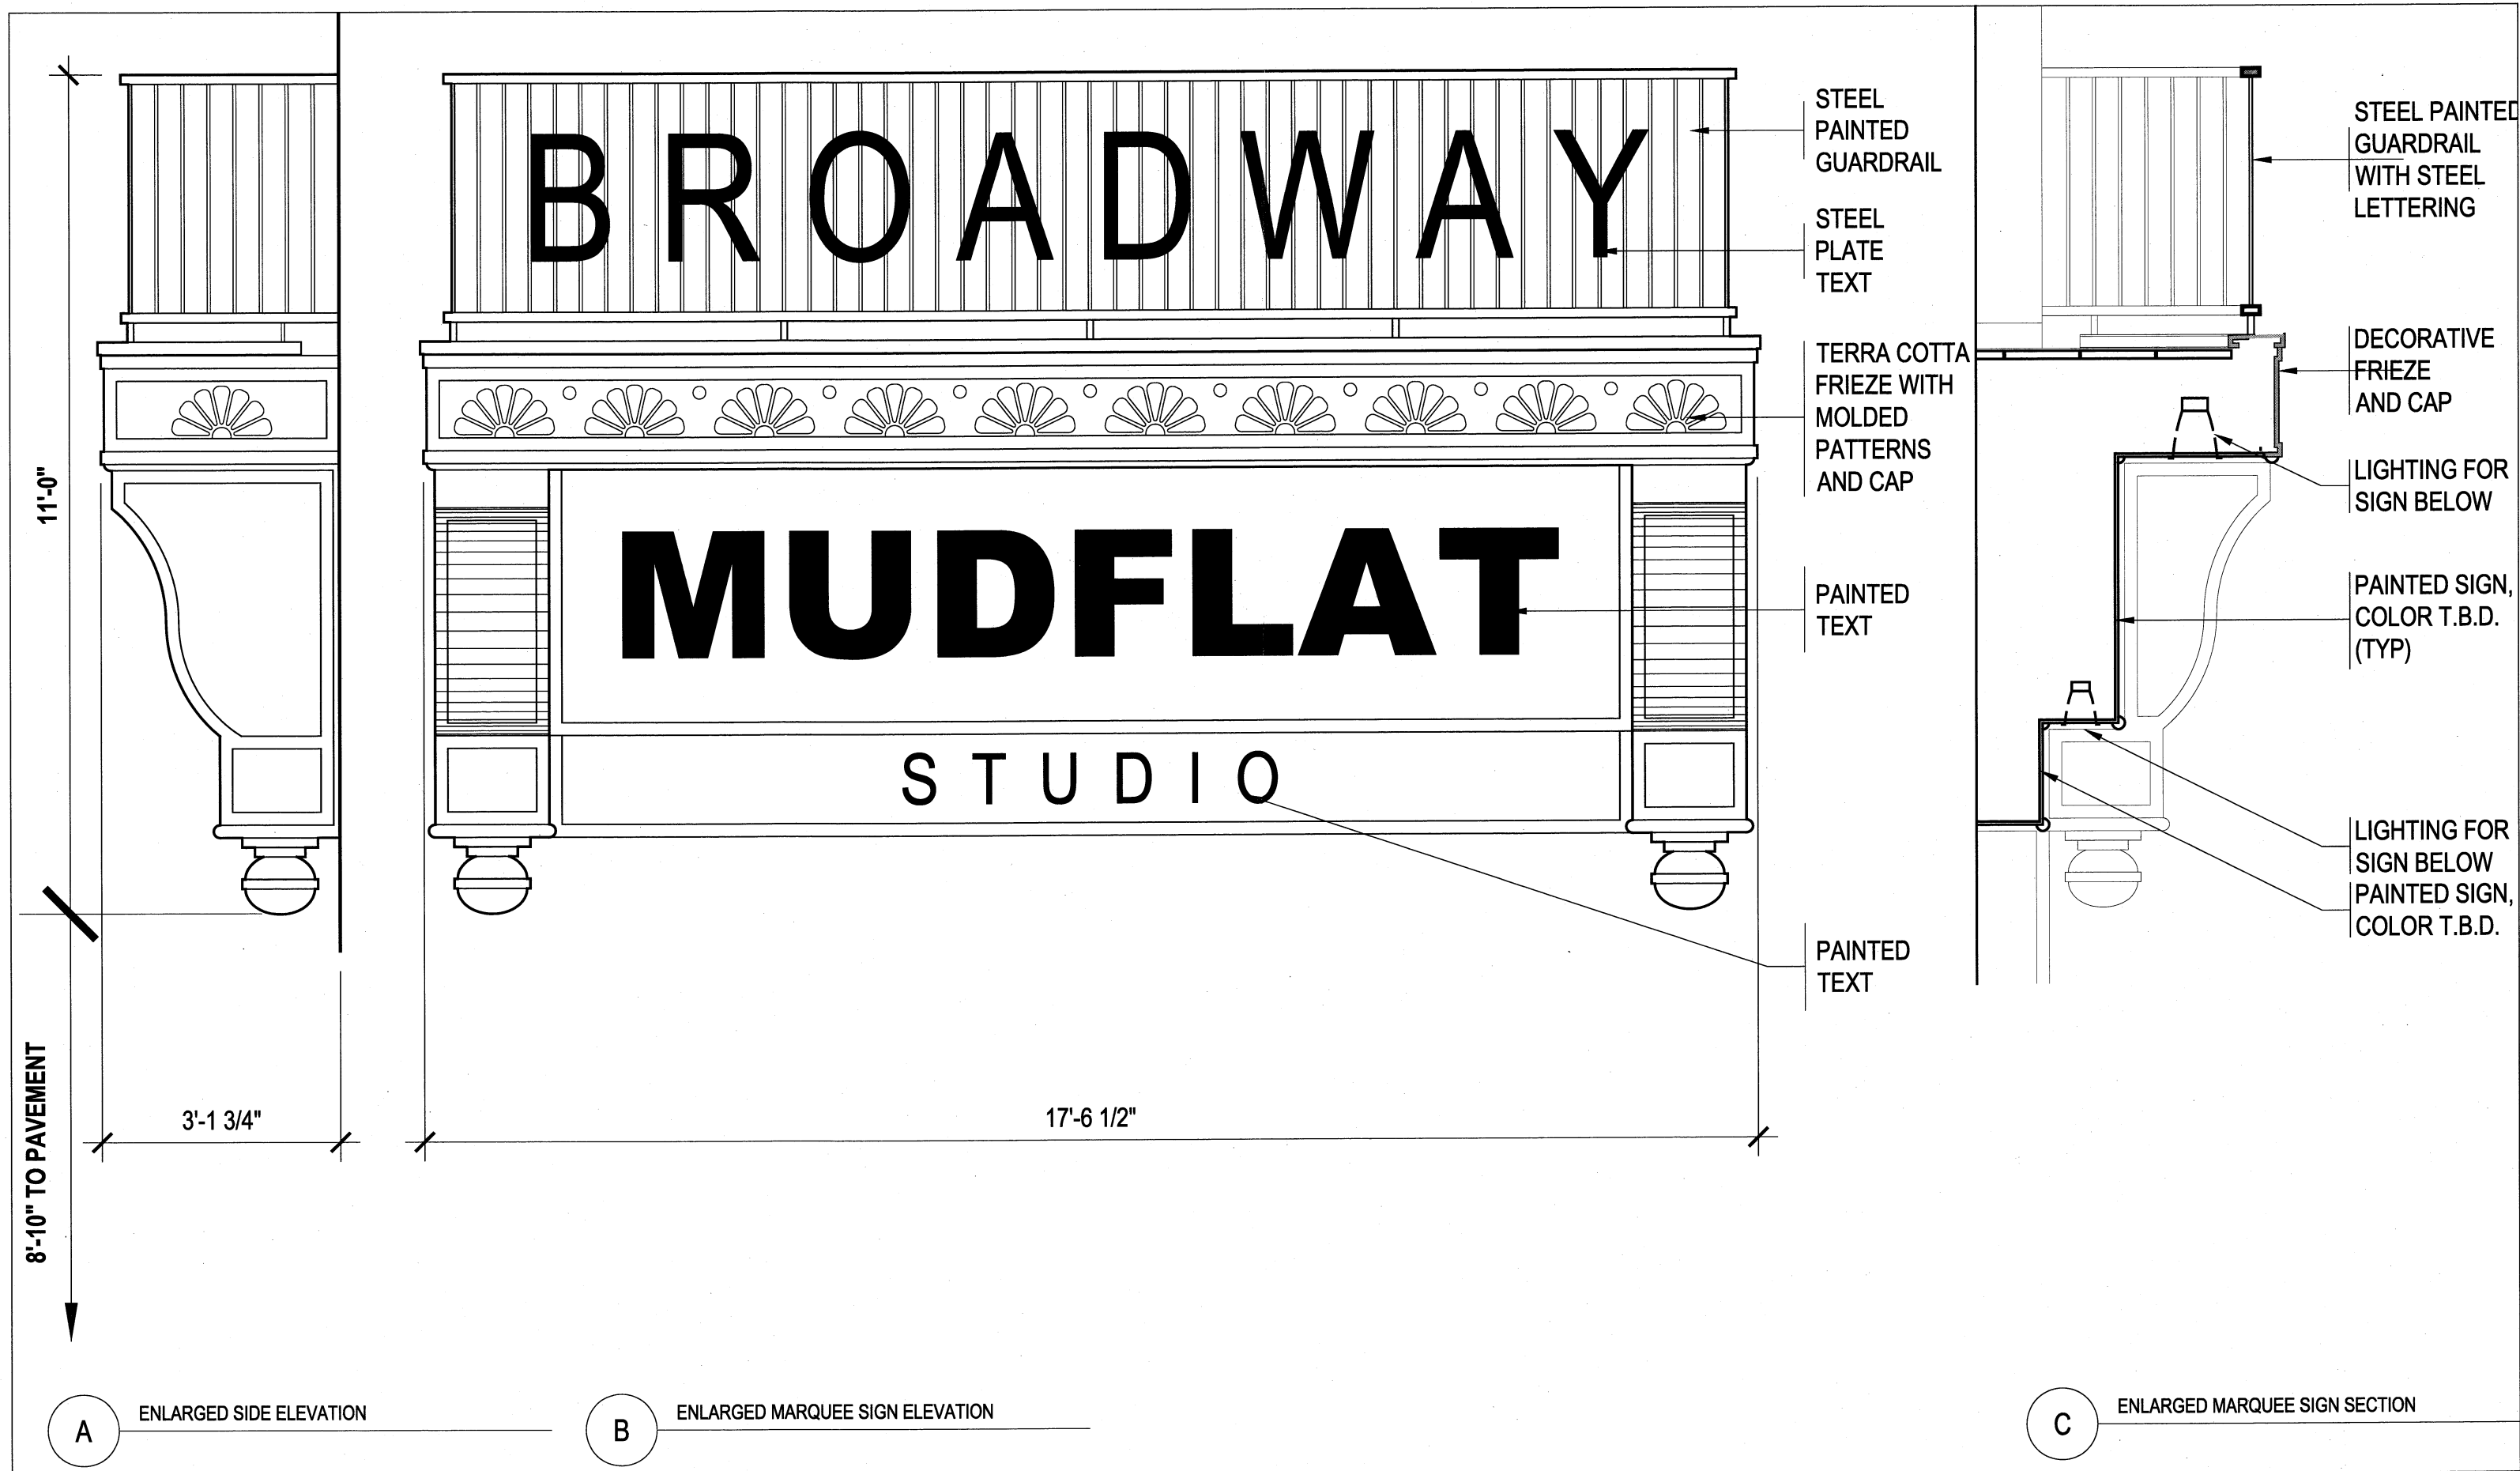 BROADWAY
MUDFLAT
STUDIO
11'-0"
8'-10" TO PAVEMENT
3'-1 3/4"
17'-6 1/2"
STEEL
PAINTED
GUARDRAIL
STEEL
PLATE
TEXT
TERRA COTTA
FRIEZE WITH
MOLDED
PATTERNS
AND CAP
PAINTED
TEXT
PAINTED
TEXT
STEEL PAINTED
GUARDRAIL
WITH STEEL
LETTERING
DECORATIVE
FRIEZE
AND CAP
LIGHTING FOR
SIGN BELOW
PAINTED SIGN,
COLOR T.B.D.
(TYP)
LIGHTING FOR
SIGN BELOW
PAINTED SIGN,
COLOR T.B.D.
A
ENLARGED SIDE ELEVATION
B
ENLARGED MARQUEE SIGN ELEVATION
C
ENLARGED MARQUEE SIGN SECTION